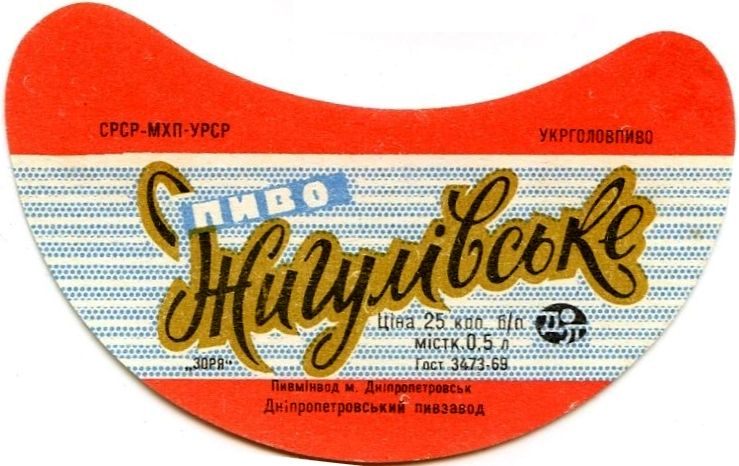 СРСР-МХП-УРСР
УКРГОЛОВПИВО
ПИВО
Жигулівське
Ціна 25 коп. б/п
містк. 0,5 л
„ЗОРЯ“
Гост 3473-69
Пивмінвод м. Дніпропетровськ
Дніпропетровський пивзавод